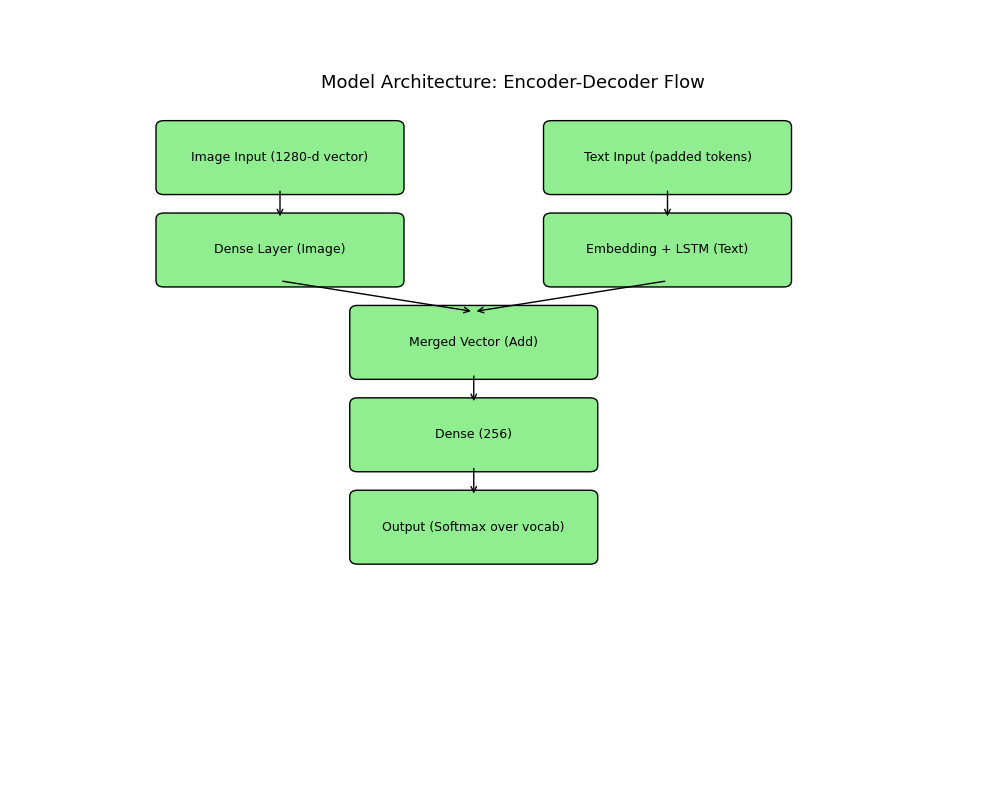 Model Architecture: Encoder-Decoder Flow
Image Input (1280-d vector)
Text Input (padded tokens)
Dense Layer (Image)
Embedding + LSTM (Text)
Merged Vector (Add)
Dense (256)
Output (Softmax over vocab)